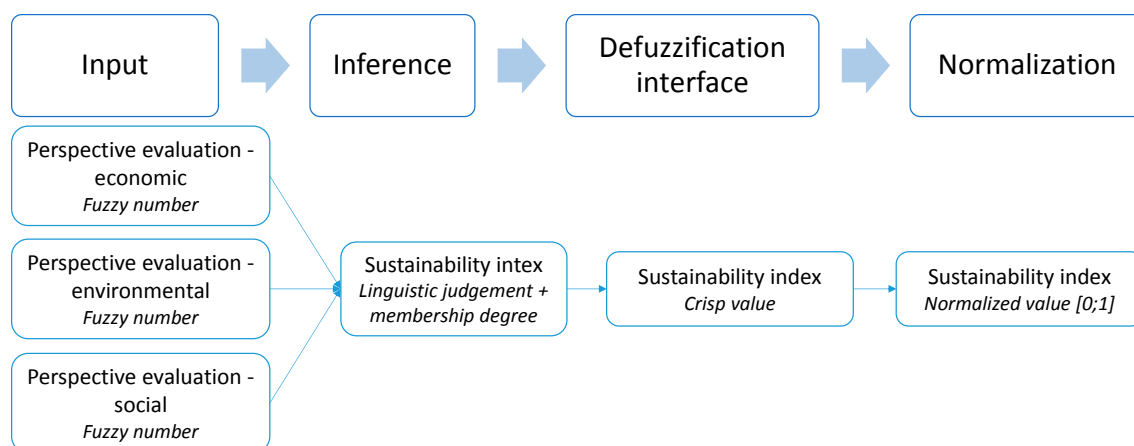 Input
Inference
Defuzzification
interface
Normalization
Perspective evaluation -
economic
Fuzzy number
Perspective evaluation -
environmental
Fuzzy number
Perspective evaluation -
social
Fuzzy number
Sustainability intex
Linguistic judgement +
membership degree
Sustainability index
Crisp value
Sustainability index
Normalized value [0;1]